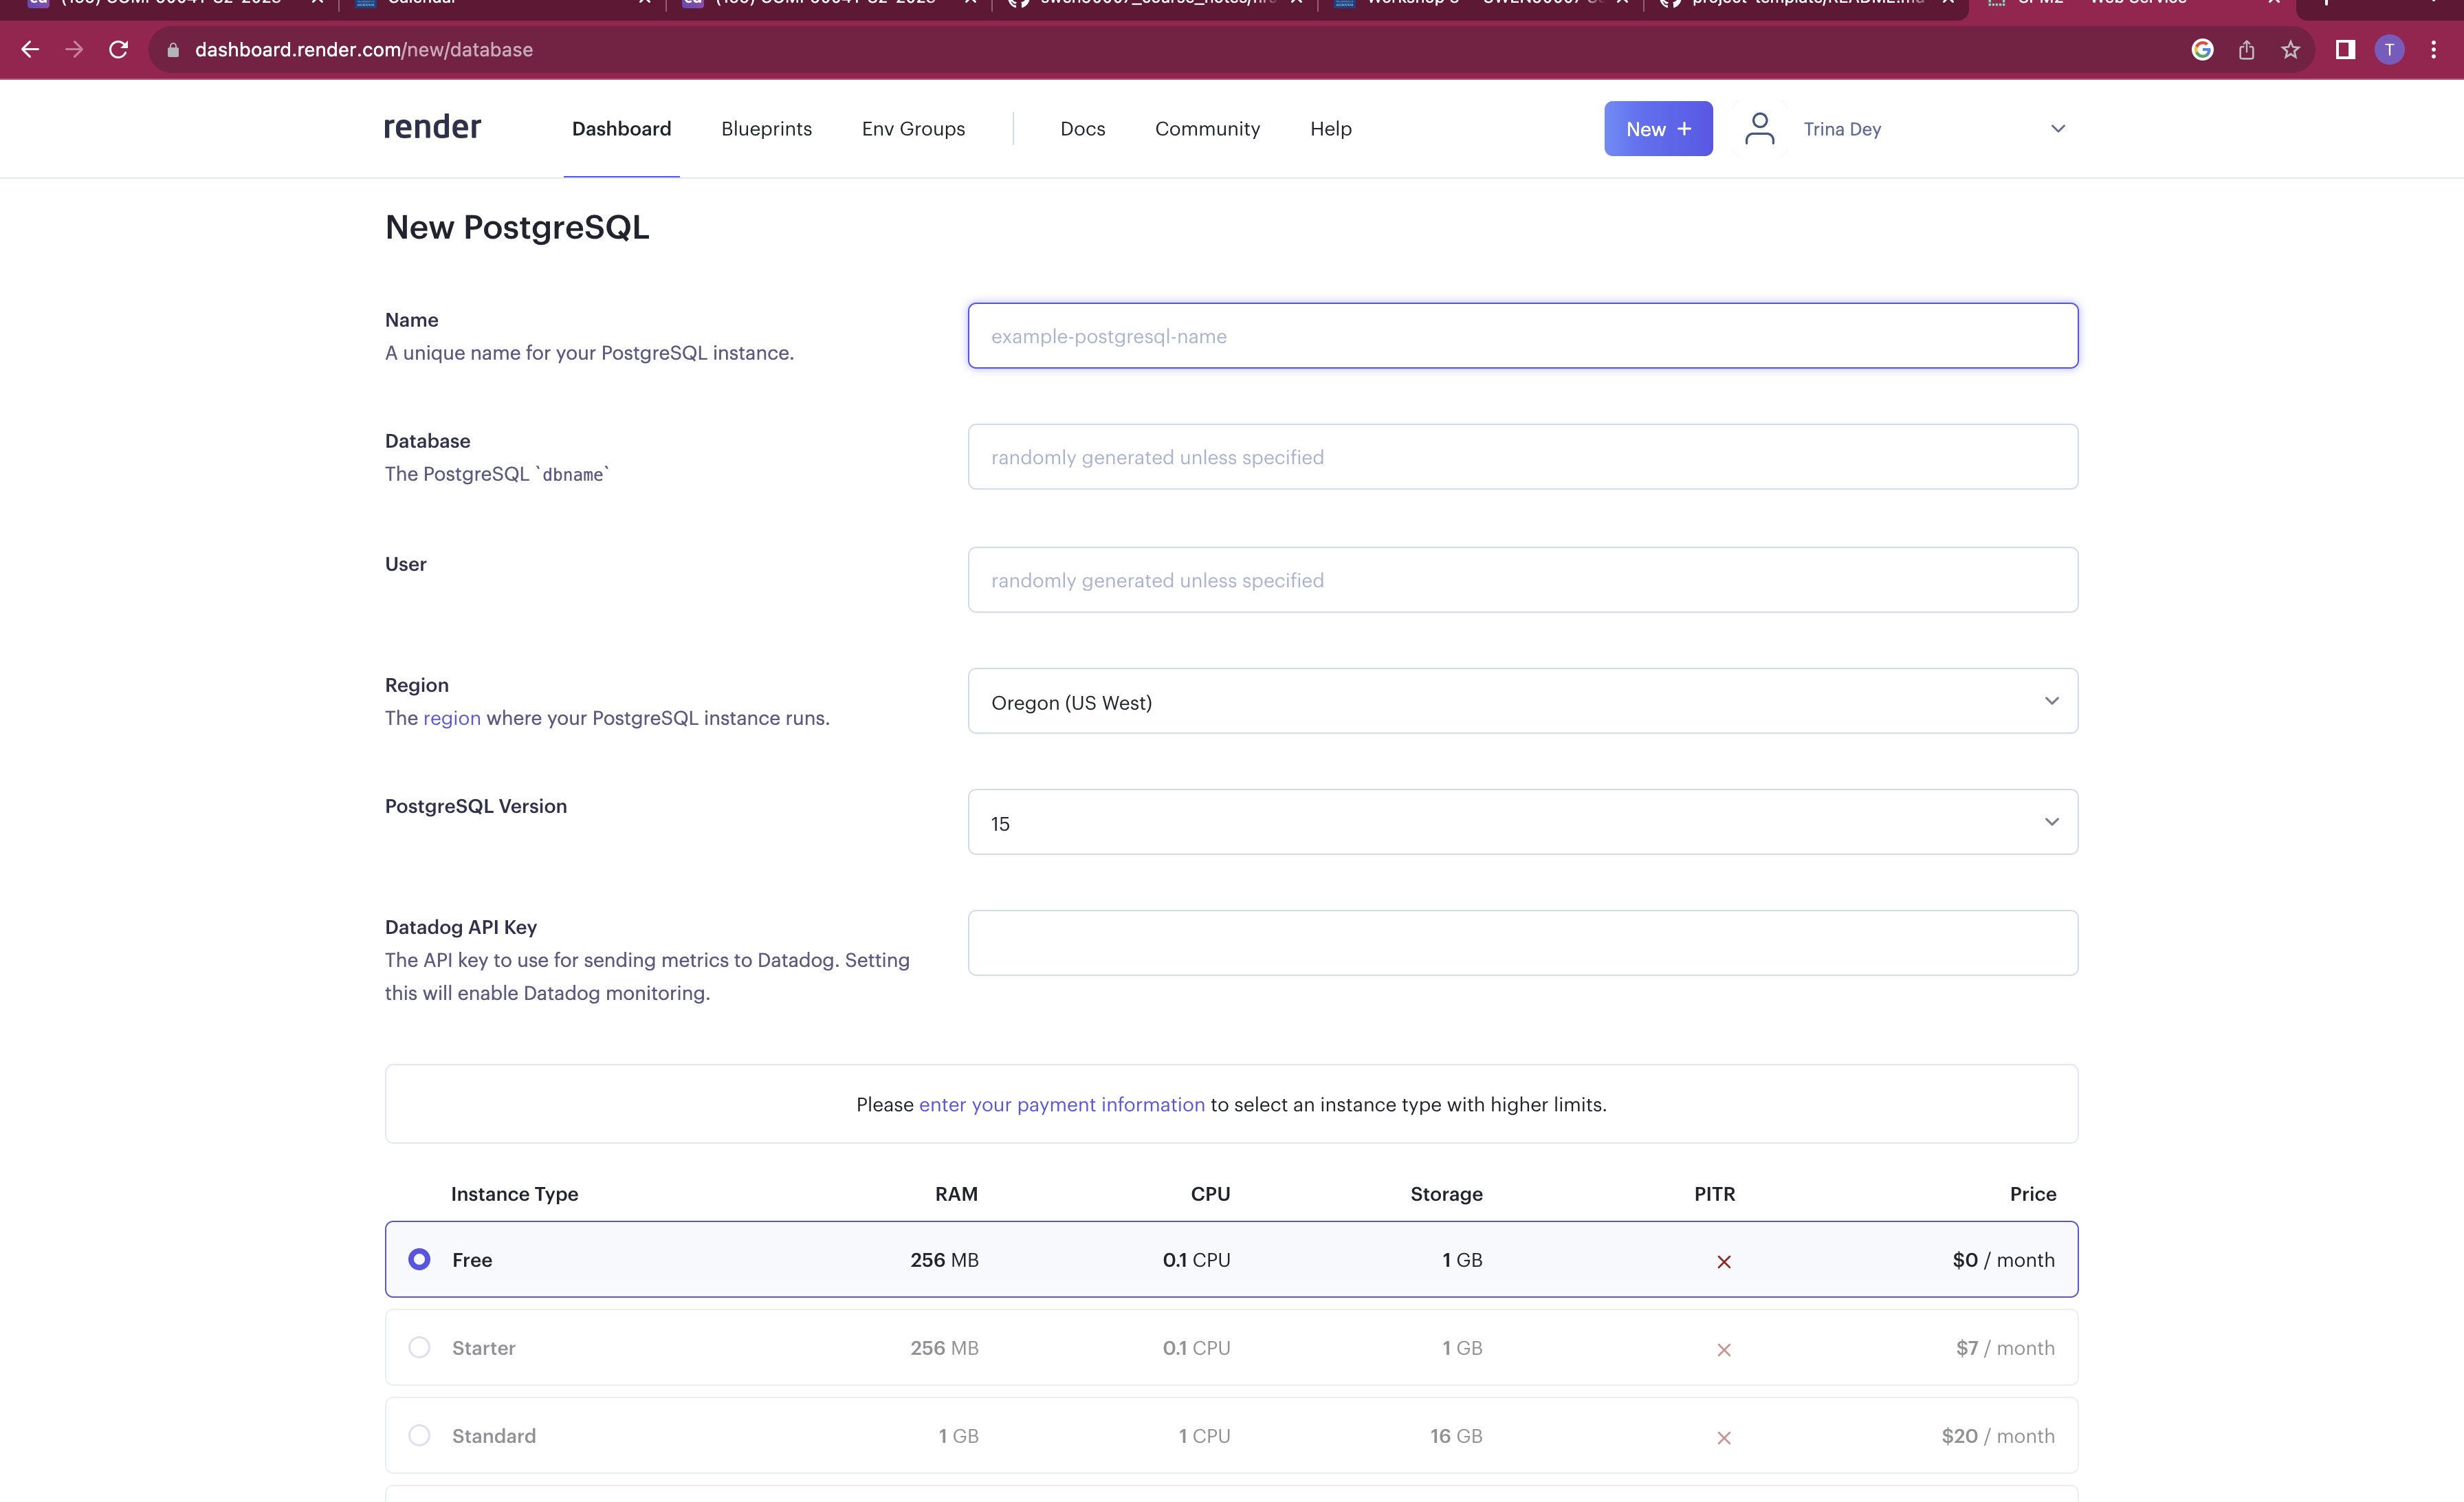 Calendar
dashboard.render.com/new/database
T
render
Dashboard
Blueprints
Env Groups
Docs
Community
Help
New +
Trina Dey
New PostgreSQL
Name
A unique name for your PostgreSQL instance.
example-postgresql-name
Database
The PostgreSQL `dbname`
randomly generated unless specified
User
randomly generated unless specified
Region
The region where your PostgreSQL instance runs.
Oregon (US West)
PostgreSQL Version
15
Datadog API Key
The API key to use for sending metrics to Datadog. Setting
this will enable Datadog monitoring.
Please enter your payment information to select an instance type with higher limits.
Instance Type RAM CPU Storage PITR Price
Free 256 MB 0.1 CPU 1 GB $0 / month
Starter 256 MB 0.1 CPU 1 GB $7 / month
Standard 1 GB 1 CPU 16 GB $20 / month